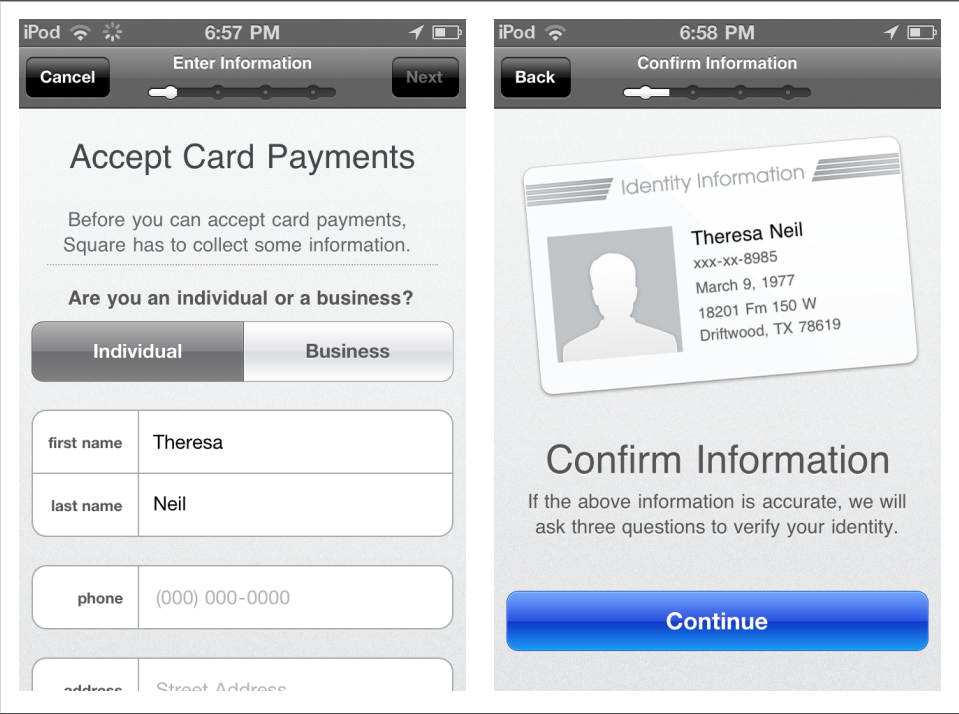 iPod
6:57 PM
Cancel
Enter Information
Next
Accept Card Payments
Before you can accept card payments,
Square has to collect some information.
Are you an individual or a business?
Individual
Business
first name
Theresa
last name
Neil
phone
(000) 000-0000
address
Street Address
iPod
6:58 PM
Back
Confirm Information
Identity Information
Theresa Neil
xxx-xx-8985
March 9, 1977
18201 Fm 150 W
Driftwood, TX 78619
Confirm Information
If the above information is accurate, we will
ask three questions to verify your identity.
Continue